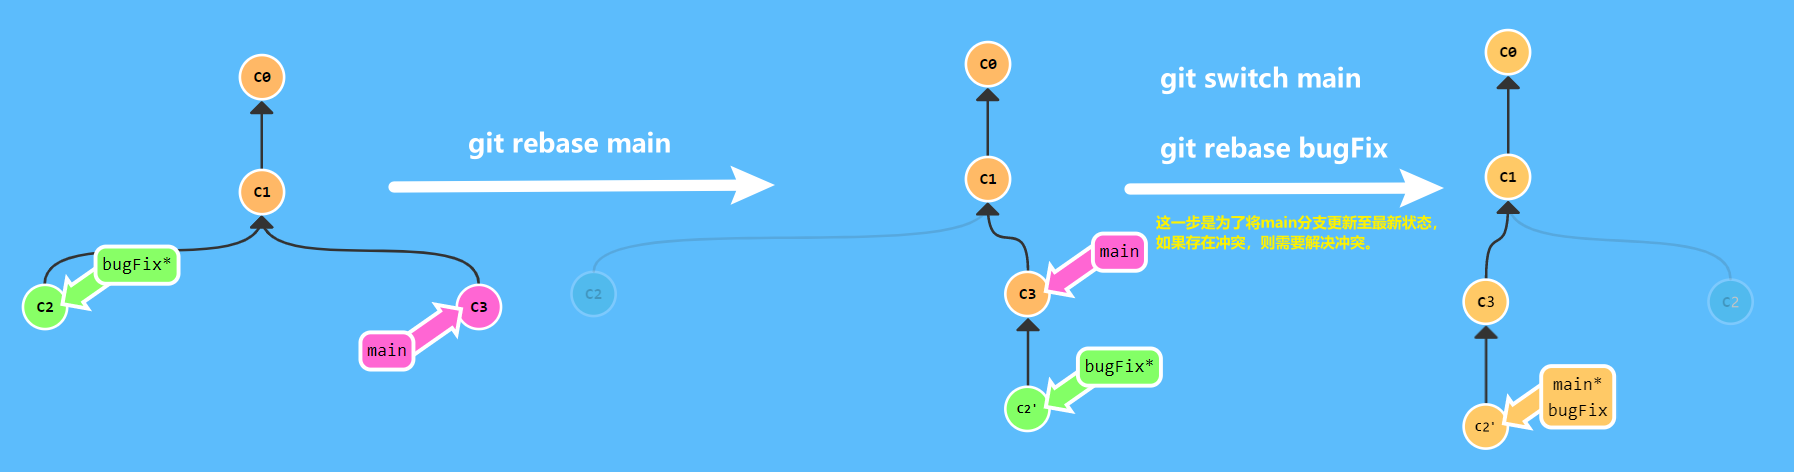 C0
C1
bugFix*
C2
C3
main
git rebase main
C0
C1
C2
main
C3
bugFix*
C2'
git switch main
git rebase bugFix
这一步是为了将main分支更新至最新状态，
如果存在冲突，则需要解决冲突。
C0
C1
C3
C2
main*
bugFix
C2'